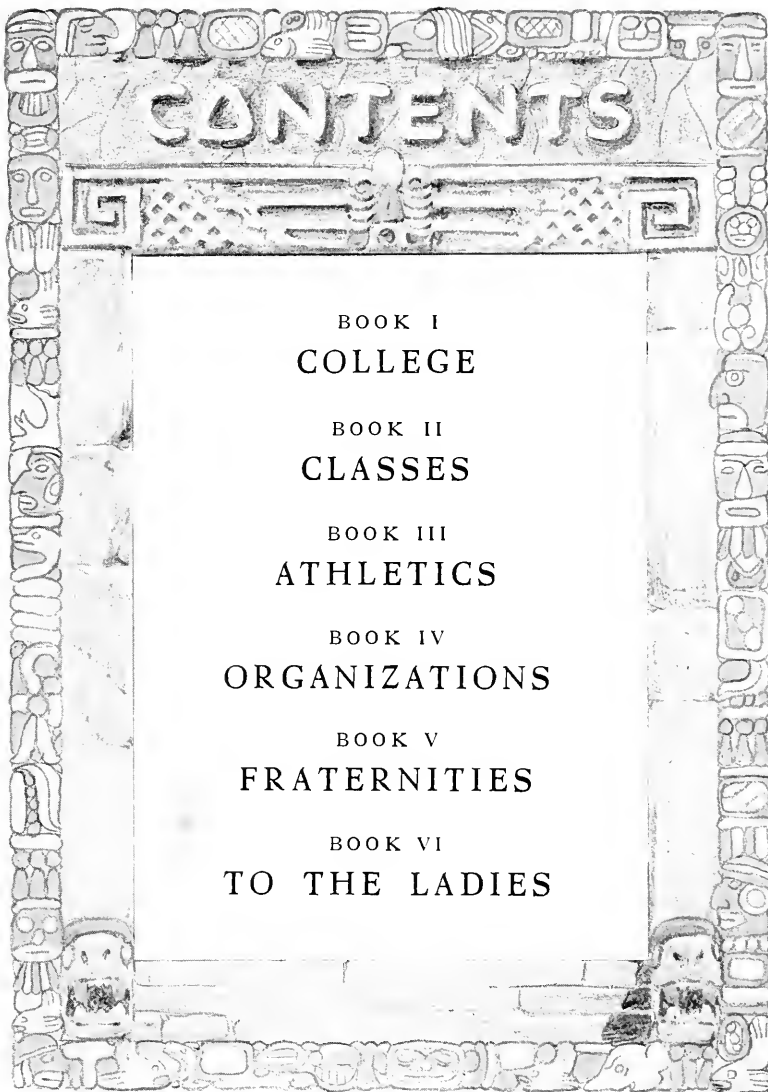 CONTENTS
BOOK I
COLLEGE
BOOK II
CLASSES
BOOK III
ATHLETICS
BOOK IV
ORGANIZATIONS
BOOK V
FRATERNITIES
BOOK VI
TO THE LADIES